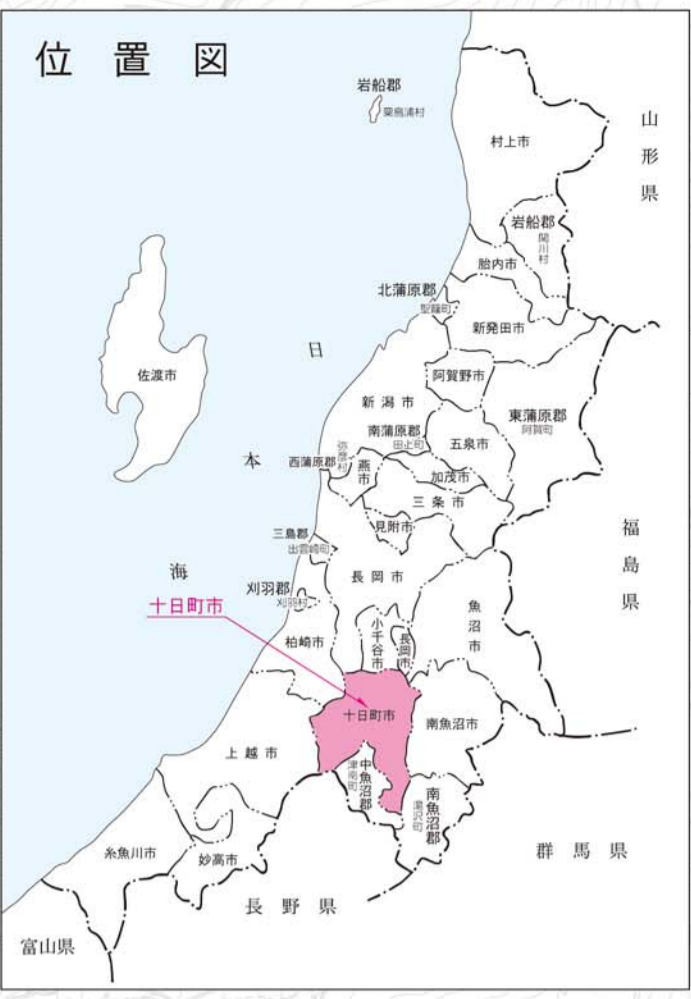 位置図
岩船郡
粟島浦村
村上市
山形県
岩船郡
関川村
胎内市
北蒲原郡
聖籠町
新発田市
日本海
佐渡市
阿賀野市
新潟市
東蒲原郡
阿賀町
南蒲原郡
田上町
五泉市
弥彦村
西蒲原郡
燕市
加茂市
三条市
見附市
三島郡
出雲崎町
福島県
長岡市
刈羽郡
刈羽村
十日町市
魚沼市
小千谷市
長岡市
柏崎市
十日町市
南魚沼市
上越市
中魚沼郡
津南町
南魚沼郡
湯沢町
糸魚川市
妙高市
群馬県
長野県
富山県